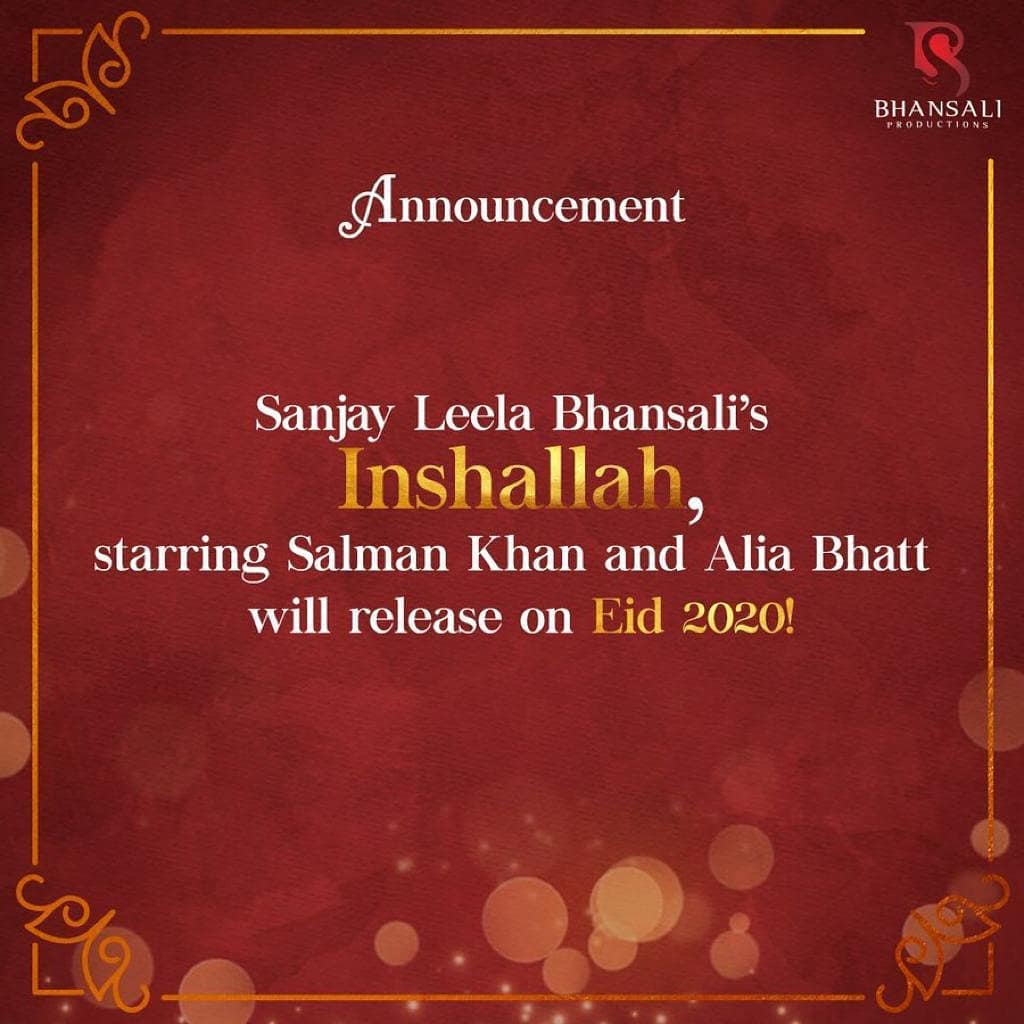 BHANSALI
PRODUCTIONS
Announcement
Sanjay Leela Bhansali's
Inshallah,
starring Salman Khan and Alia Bhatt
will release on Eid 2020!